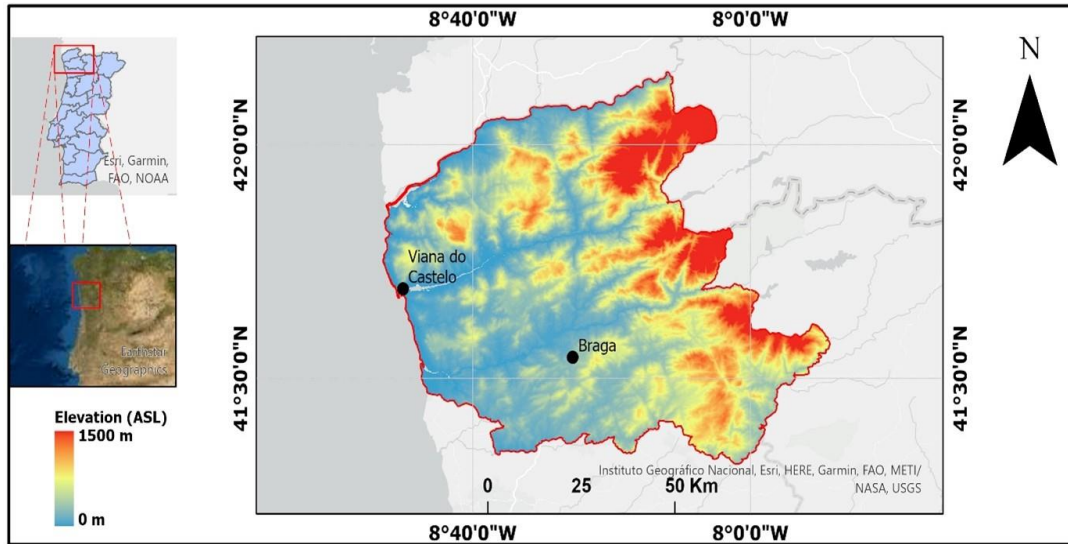 8°40'0"W
8°0'0"W
N
Esri, Garmin,
FAO, NOAA
42°0'0"N
42°0'0"N
Viana do
Castelo
Earthstar
Geographics
Braga
41°30'0"N
41°30'0"N
Elevation (ASL)
1500 m
0 m
Instituto Geográfico Nacional, Esri, HERE, Garmin, FAO, METI/
NASA, USGS
0 25 50 Km
8°40'0"W
8°0'0"W